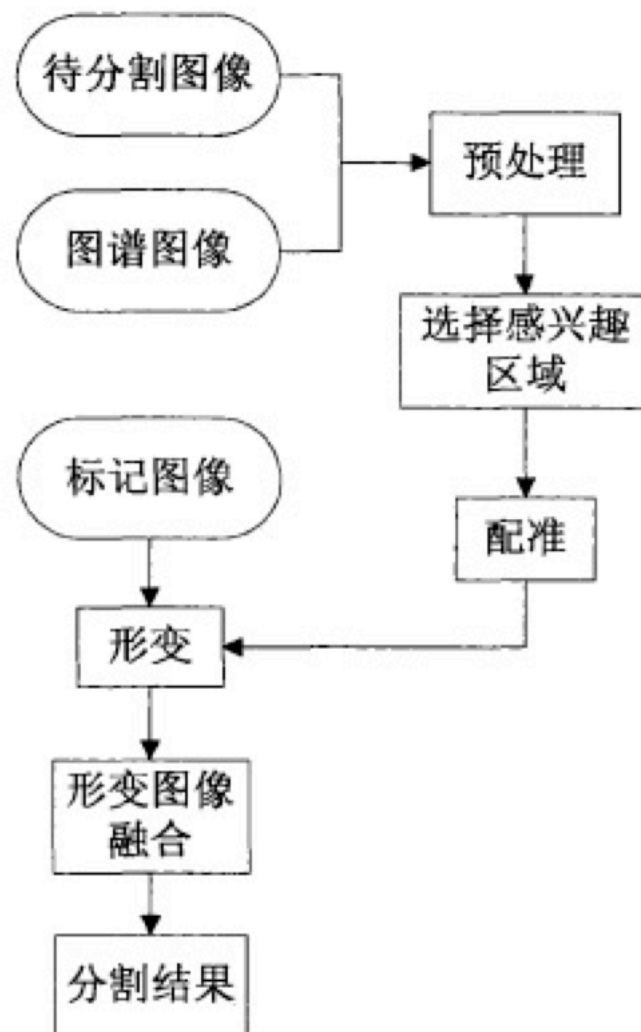 待分割图像
预处理
图谱图像
选择感兴趣
区域
标记图像
配准
形变
形变图像
融合
分割结果